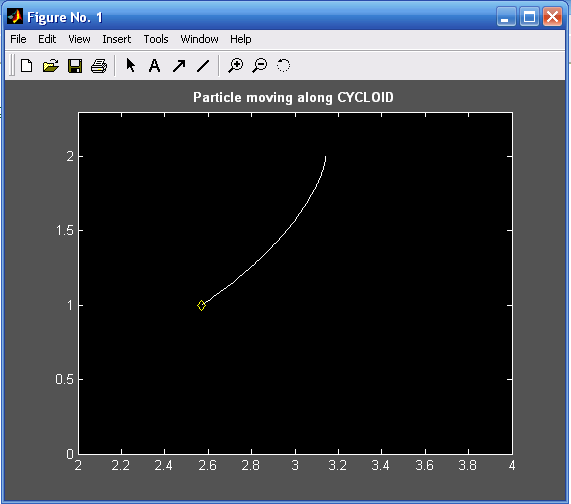 Figure No. 1
File Edit View Insert Tools Window Help
A
Particle moving along CYCLOID
2
1.5
1
0.5
0
2 2.2 2.4 2.6 2.8 3 3.2 3.4 3.6 3.8 4